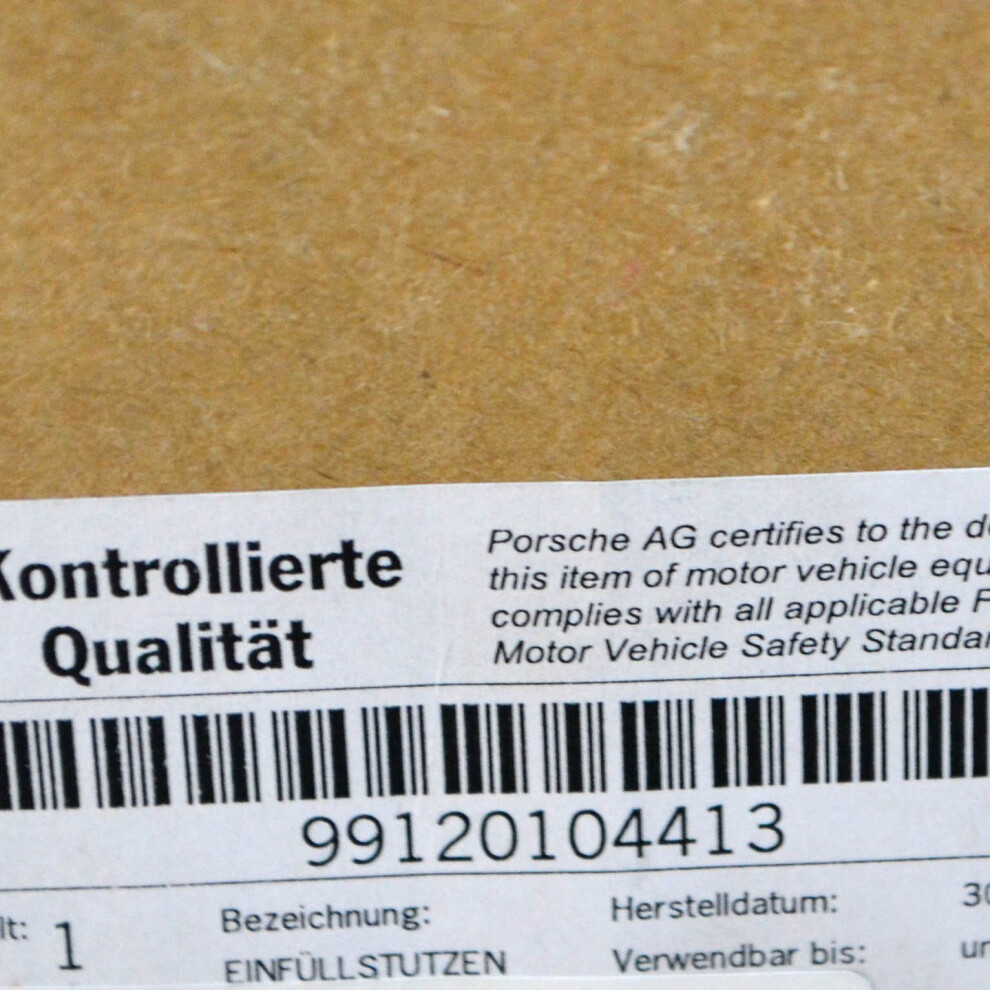 Kontrollierte
Qualität
Porsche AG certifies to the
this item of motor vehicle
complies with all applicable
Motor Vehicle Safety
99120104413
1
Bezeichnung:
EINFÜLLSTUTZEN
Herstelldatum:
Verwendbar bis: